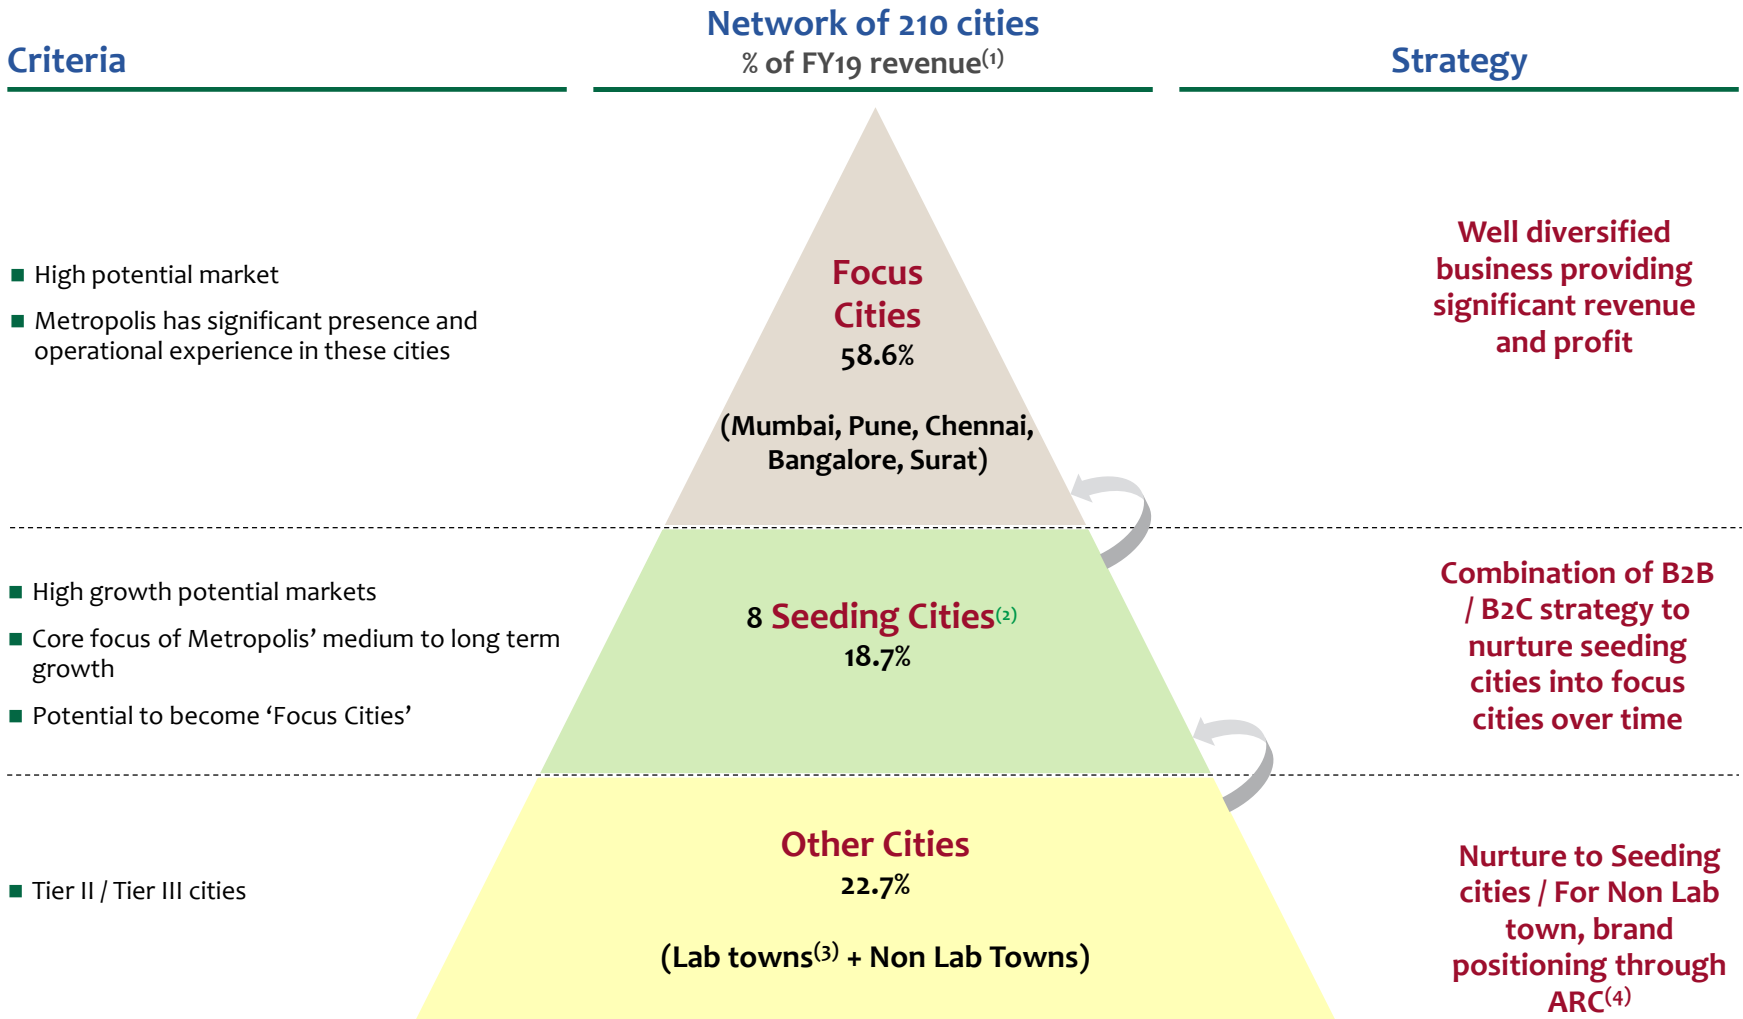 Criteria
Network of 210 cities
% of FY19 revenue(1)
Strategy
■ High potential market
■ Metropolis has significant presence and
operational experience in these cities
Focus
Cities
58.6%
(Mumbai, Pune, Chennai,
Bangalore, Surat)
Well diversified
business providing
significant revenue
and profit
■ High growth potential markets
■ Core focus of Metropolis’ medium to long term
growth
■ Potential to become ‘Focus Cities’
8 Seeding Cities(2)
18.7%
Combination of B2B
/ B2C strategy to
nurture seeding
cities into focus
cities over time
■ Tier II / Tier III cities
Other Cities
22.7%
(Lab towns(3) + Non Lab Towns)
Nurture to Seeding
cities / For Non Lab
town, brand
positioning through
ARC(4)